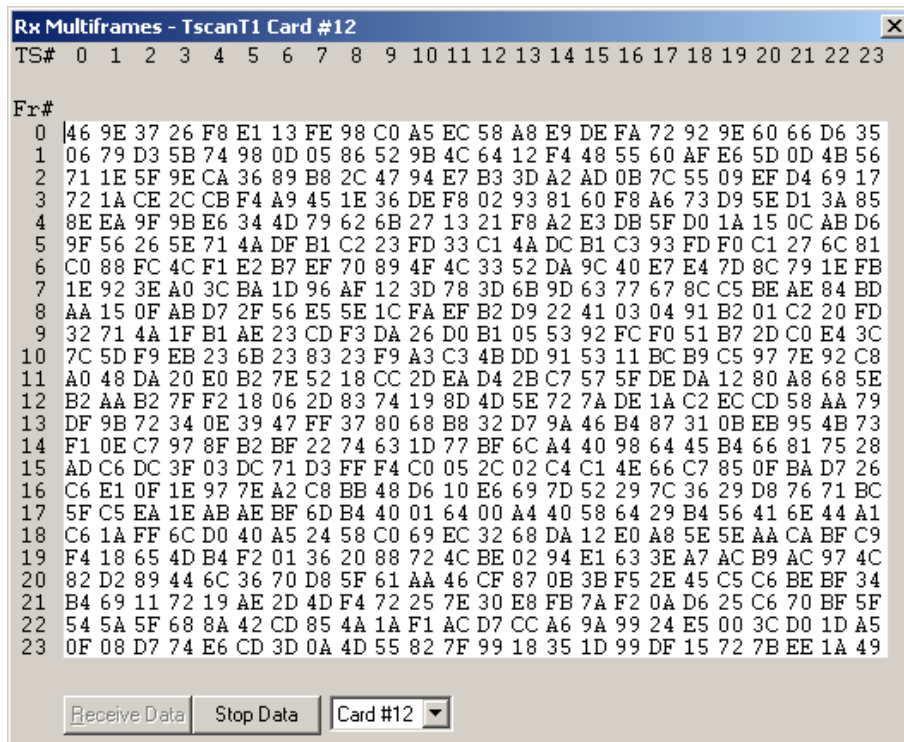 Rx Multiframes - TscanT1 Card #12
TS# 0 1 2 3 4 5 6 7 8 9 10 11 12 13 14 15 16 17 18 19 20 21 22 23
Fr#
0 46 9E 37 26 F8 E1 13 FE 98 C0 A5 EC 58 A8 E9 DE FA 72 92 9E 60 66 D6 35
1 06 79 D3 5B 74 98 0D 05 86 52 9B 4C 64 12 F4 48 55 60 AF E6 5D 0D 4B 56
2 71 1E 5F 9E CA 36 89 B8 2C 47 94 E7 B3 3D A2 AD 0B 7C 55 09 EF D4 69 17
3 72 1A CE 2C CB F4 A9 45 1E 36 DE F8 02 93 81 60 F8 A6 73 D9 5E D1 3A 85
4 8E EA 9F 9B E6 34 4D 79 62 6B 27 13 21 F8 A2 E3 DB 5F D0 1A 15 0C AB D6
5 9F 56 26 5E 71 4A DF B1 C2 23 FD 33 C1 4A DC B1 C3 93 FD F0 C1 27 6C 81
6 C0 88 FC 4C F1 E2 B7 EF 70 89 4F 4C 33 52 DA 9C 40 E7 E4 7D 8C 79 1E FB
7 1E 92 3E A0 3C BA 1D 96 AF 12 3D 78 3D 6B 9D 63 77 67 8C C5 BE AE 84 BD
8 AA 15 0F AB D7 2F 56 E5 5E 1C FA EF B2 D9 22 41 03 04 91 B2 01 C2 20 FD
9 32 71 4A 1F B1 AE 23 CD F3 DA 26 D0 B1 05 53 92 FC F0 51 B7 2D C0 E4 3C
10 7C 5D F9 EB 23 6B 23 83 23 F9 A3 C3 4B DD 91 53 11 BC B9 C5 97 7E 92 C8
11 A0 48 DA 20 E0 B2 7E 52 18 CC 2D EA D4 2B C7 57 5F DE DA 12 80 A8 68 5E
12 B2 AA B2 7F F2 18 06 2D 83 74 19 8D 4D 5E 72 7A DE 1A C2 EC CD 58 AA 79
13 DF 9B 72 34 0E 39 47 FF 37 80 68 B8 32 D7 9A 46 B4 87 31 0B EB 95 4B 73
14 F1 0E C7 97 8F B2 BF 22 74 63 1D 77 BF 6C A4 40 98 64 45 B4 66 81 75 28
15 AD C6 DC 3F 03 DC 71 D3 FF F4 C0 05 2C 02 C4 C1 4E 66 C7 85 0F BA D7 26
16 C6 E1 0F 1E 97 7E A2 C8 BB 48 D6 10 E6 69 7D 52 29 7C 36 29 D8 76 71 BC
17 5F C5 EA 1E AB AE BF 6D B4 40 01 64 00 A4 40 58 64 29 B4 56 41 6E 44 A1
18 C6 1A FF 6C D0 40 A5 24 58 C0 69 EC 32 68 DA 12 E0 A8 5E 5E AA CA BF C9
19 F4 18 65 4D B4 F2 01 36 20 88 72 4C BE 02 94 E1 63 3E A7 AC B9 AC 97 4C
20 82 D2 89 44 6C 36 70 D8 5F 61 AA 46 CF 87 0B 3B F5 2E 45 C5 C6 BE BF 34
21 B4 69 11 72 19 AE 2D 4D F4 72 25 7E 30 E8 FB 7A F2 0A D6 25 C6 70 BF 5F
22 54 5A 5F 68 8A 42 CD 85 4A 1A F1 AC D7 CC A6 9A 99 24 E5 00 3C D0 1D A5
23 0F 08 D7 74 E6 CD 3D 0A 4D 55 82 7F 99 18 35 1D 99 DF 15 72 7B EE 1A 49
Receive Data Stop Data Card #12